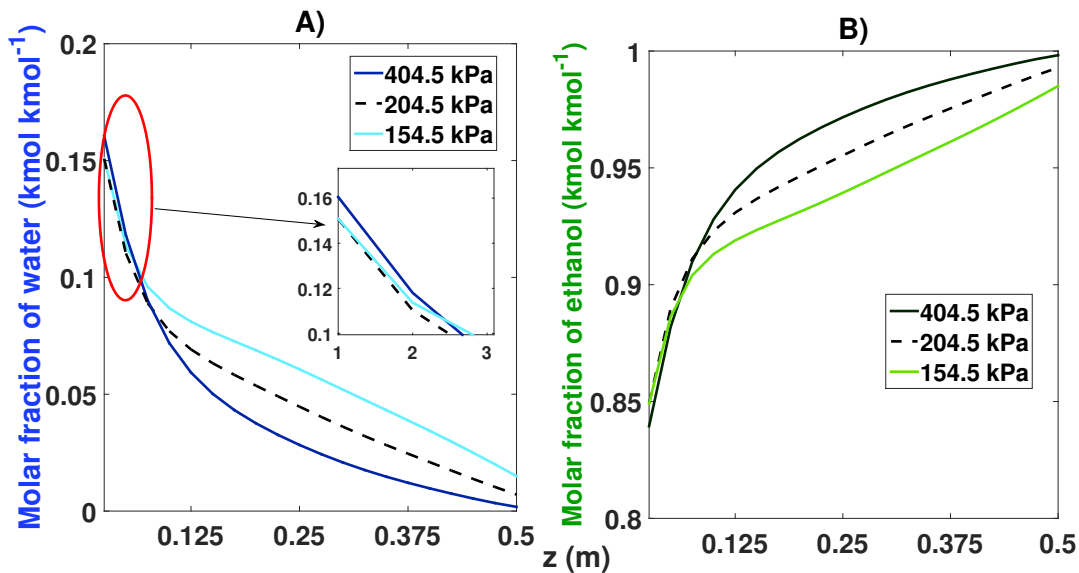 A)
Molar fraction of water (kmol kmol⁻¹)
0.2
0.15
0.1
0.05
0
0.125
0.25
0.375
0.5
404.5 kPa
204.5 kPa
154.5 kPa
0.16
0.14
0.12
0.1
1
2
3
z (m)
B)
Molar fraction of ethanol (kmol kmol⁻¹)
1
0.95
0.9
0.85
0.8
0.125
0.25
0.375
0.5
404.5 kPa
204.5 kPa
154.5 kPa